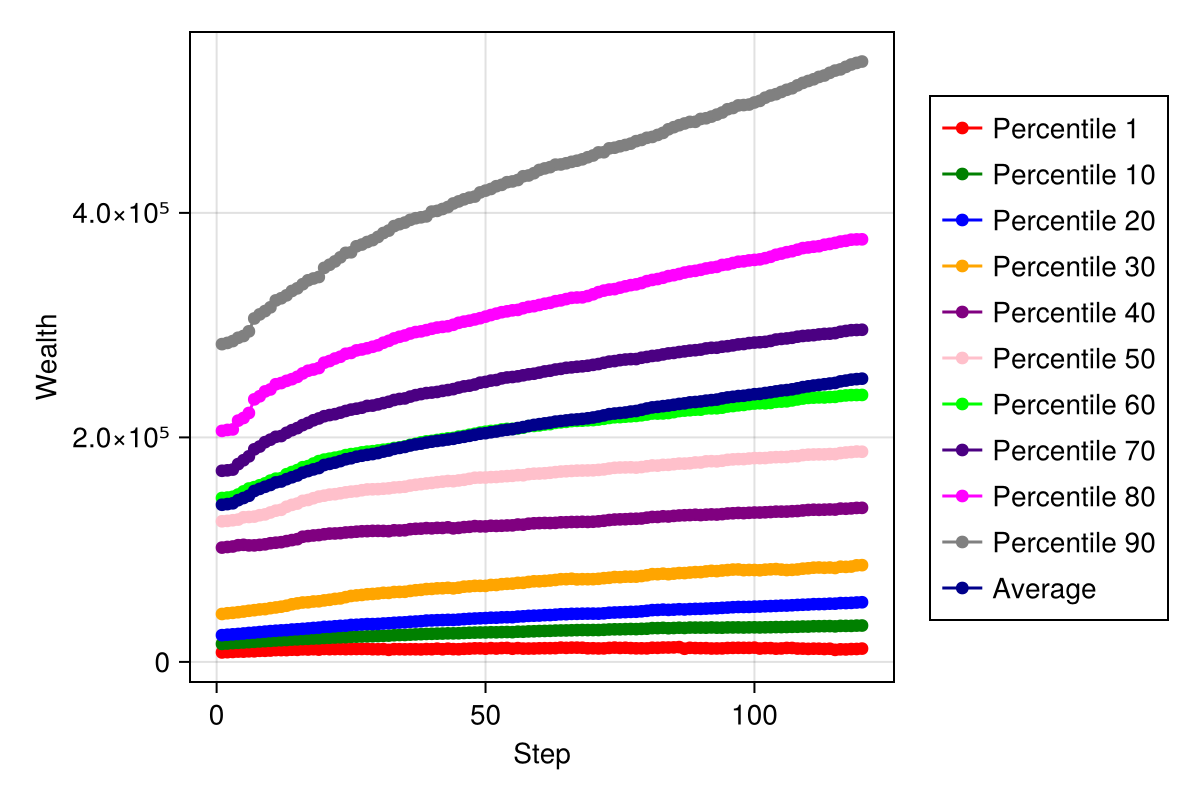 4.0×10⁵
2.0×10⁵
0
Wealth
0
50
100
Step
Percentile 1
Percentile 10
Percentile 20
Percentile 30
Percentile 40
Percentile 50
Percentile 60
Percentile 70
Percentile 80
Percentile 90
Average